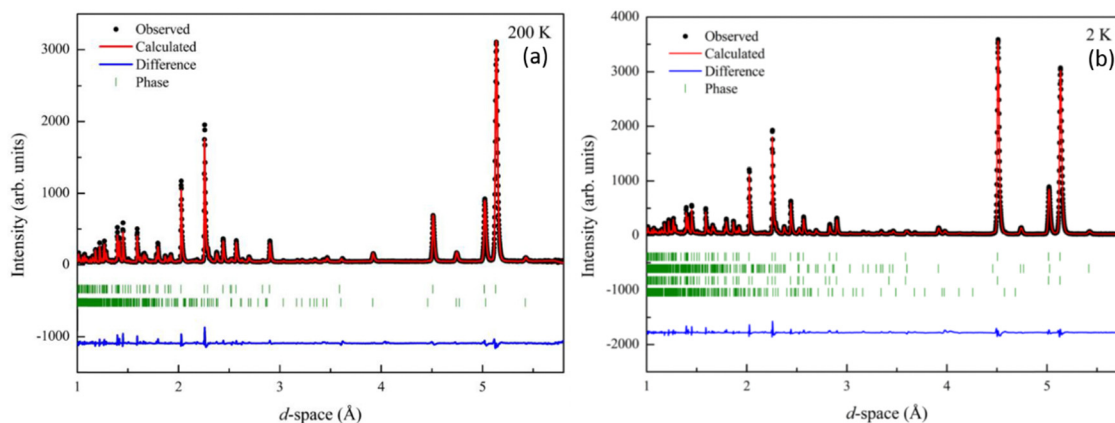 Observed
Calculated
Difference
Phase
200 K
(a)
3000
2000
1000
0
-1000
Intensity (arb. units)
1 2 3 4 5
d-space (Å)
Observed
Calculated
Difference
Phase
2 K
(b)
4000
3000
2000
1000
0
-1000
-2000
Intensity (arb. units)
1 2 3 4 5
d-space (Å)